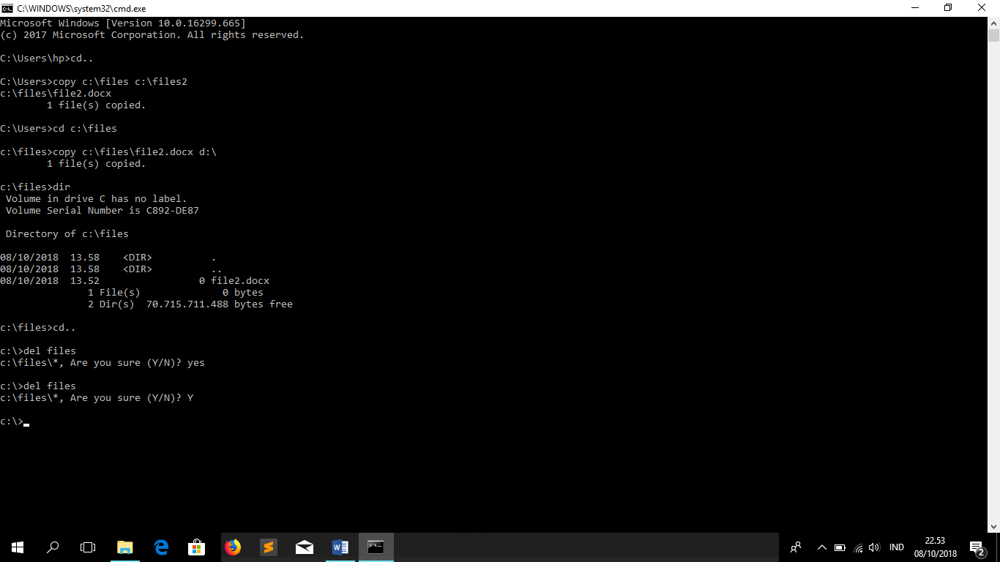 C:\WINDOWS\system32\cmd.exe
Microsoft Windows [Version 10.0.16299.665]
(c) 2017 Microsoft Corporation. All rights reserved.
C:\Users\hp>cd..
C:\Users>copy c:\files c:\files2
c:\files\file2.docx
        1 file(s) copied.
C:\Users>cd c:\files
c:\files>copy c:\files\file2.docx d:\
        1 file(s) copied.
c:\files>dir
 Volume in drive C has no label.
 Volume Serial Number is C892-DE87
 Directory of c:\files
08/10/2018  13.58    <DIR>          .
08/10/2018  13.58    <DIR>          ..
08/10/2018  13.52                 0 file2.docx
               1 File(s)              0 bytes
               2 Dir(s)  70.715.711.488 bytes free
c:\files>cd..
c:\>del files
c:\files\*, Are you sure (Y/N)? yes
c:\>del files
c:\files\*, Are you sure (Y/N)? Y
c:\>
IND
22.53
08/10/2018
2